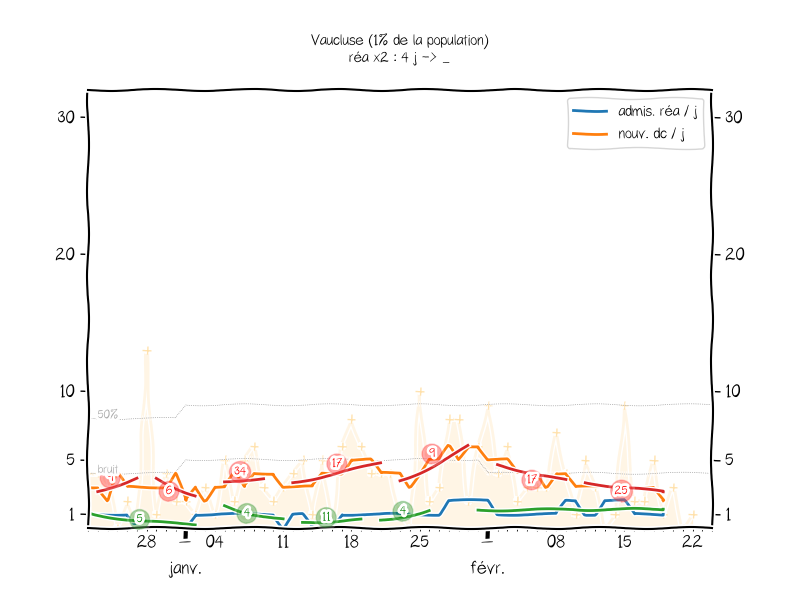 Vaucluse (1% de la population)
réa x2 : 4 j -> _
admis. réa / j
nouv. dc / j
30 30
20 20
10 10
50%
5 5
bruit
1 1
6 34 17 9 17 25
5 4 11 4
28 04 11 18 25 08 15 22
janv. févr.